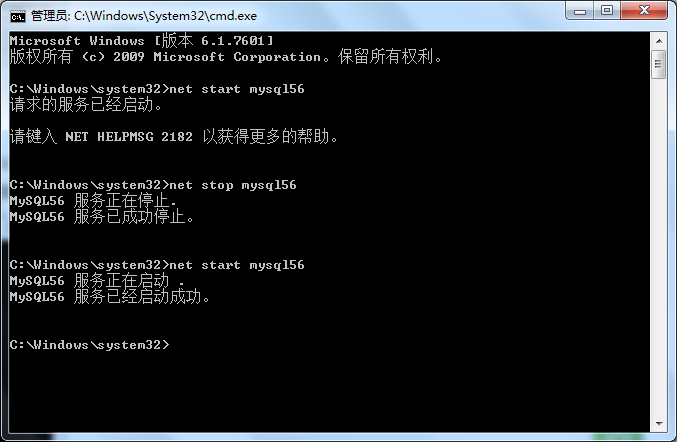 管理员: C:\Windows\System32\cmd.exe
Microsoft Windows [版本 6.1.7601]
版权所有 (c) 2009 Microsoft Corporation。保留所有权利。
C:\Windows\system32>net start mysql56
请求的服务已经启动。
请键入 NET HELPMSG 2182 以获得更多的帮助。
C:\Windows\system32>net stop mysql56
MySQL56 服务正在停止.
MySQL56 服务已成功停止。
C:\Windows\system32>net start mysql56
MySQL56 服务正在启动 .
MySQL56 服务已经启动成功。
C:\Windows\system32>